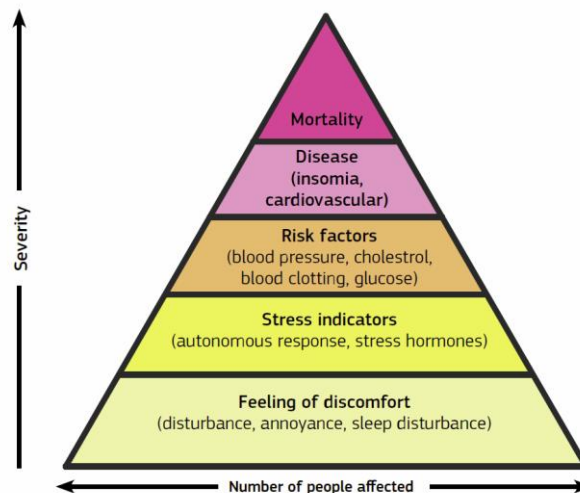 Mortality
Disease
(insomia,
cardiovascular)
Risk factors
(blood pressure, cholestrol,
blood clotting, glucose)
Stress indicators
(autonomous response, stress hormones)
Feeling of discomfort
(disturbance, annoyance, sleep disturbance)
Severity
Number of people affected